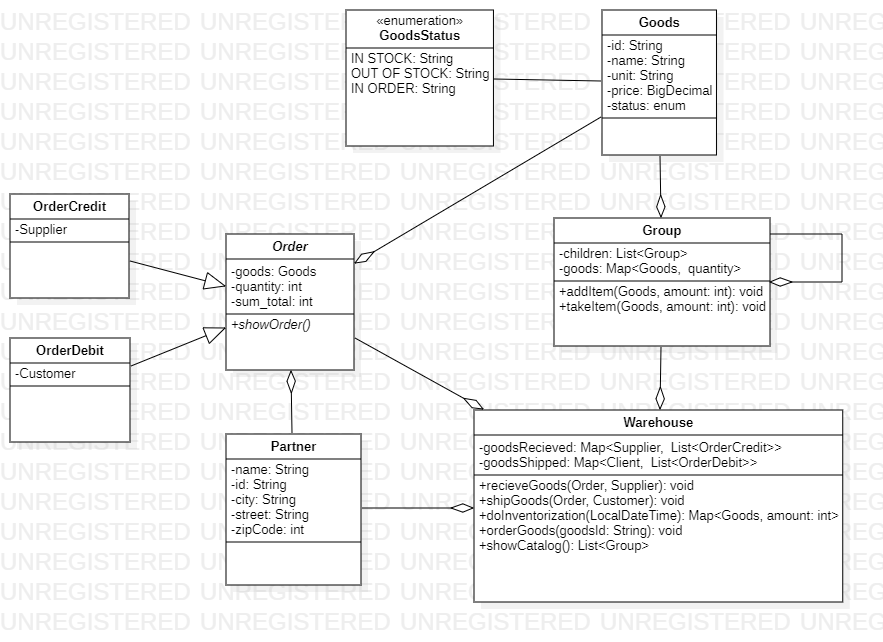 «enumeration»
GoodsStatus
IN STOCK: String
OUT OF STOCK: String
IN ORDER: String
Goods
-id: String
-name: String
-unit: String
-price: BigDecimal
-status: enum
OrderCredit
-Supplier
Order
-goods: Goods
-quantity: int
-sum_total: int
+showOrder()
Group
-children: List<Group>
-goods: Map<Goods, quantity>
+addItem(Goods, amount: int): void
+takeItem(Goods, amount: int): void
OrderDebit
-Customer
Partner
-name: String
-id: String
-city: String
-street: String
-zipCode: int
Warehouse
-goodsRecieved: Map<Supplier, List<OrderCredit>>
-goodsShipped: Map<Client, List<OrderDebit>>
+recieveGoods(Order, Supplier): void
+shipGoods(Order, Customer): void
+doInventorization(LocalDateTime): Map<Goods, amount: int>
+orderGoods(goodsId: String): void
+showCatalog(): List<Group>
UNREGISTERED